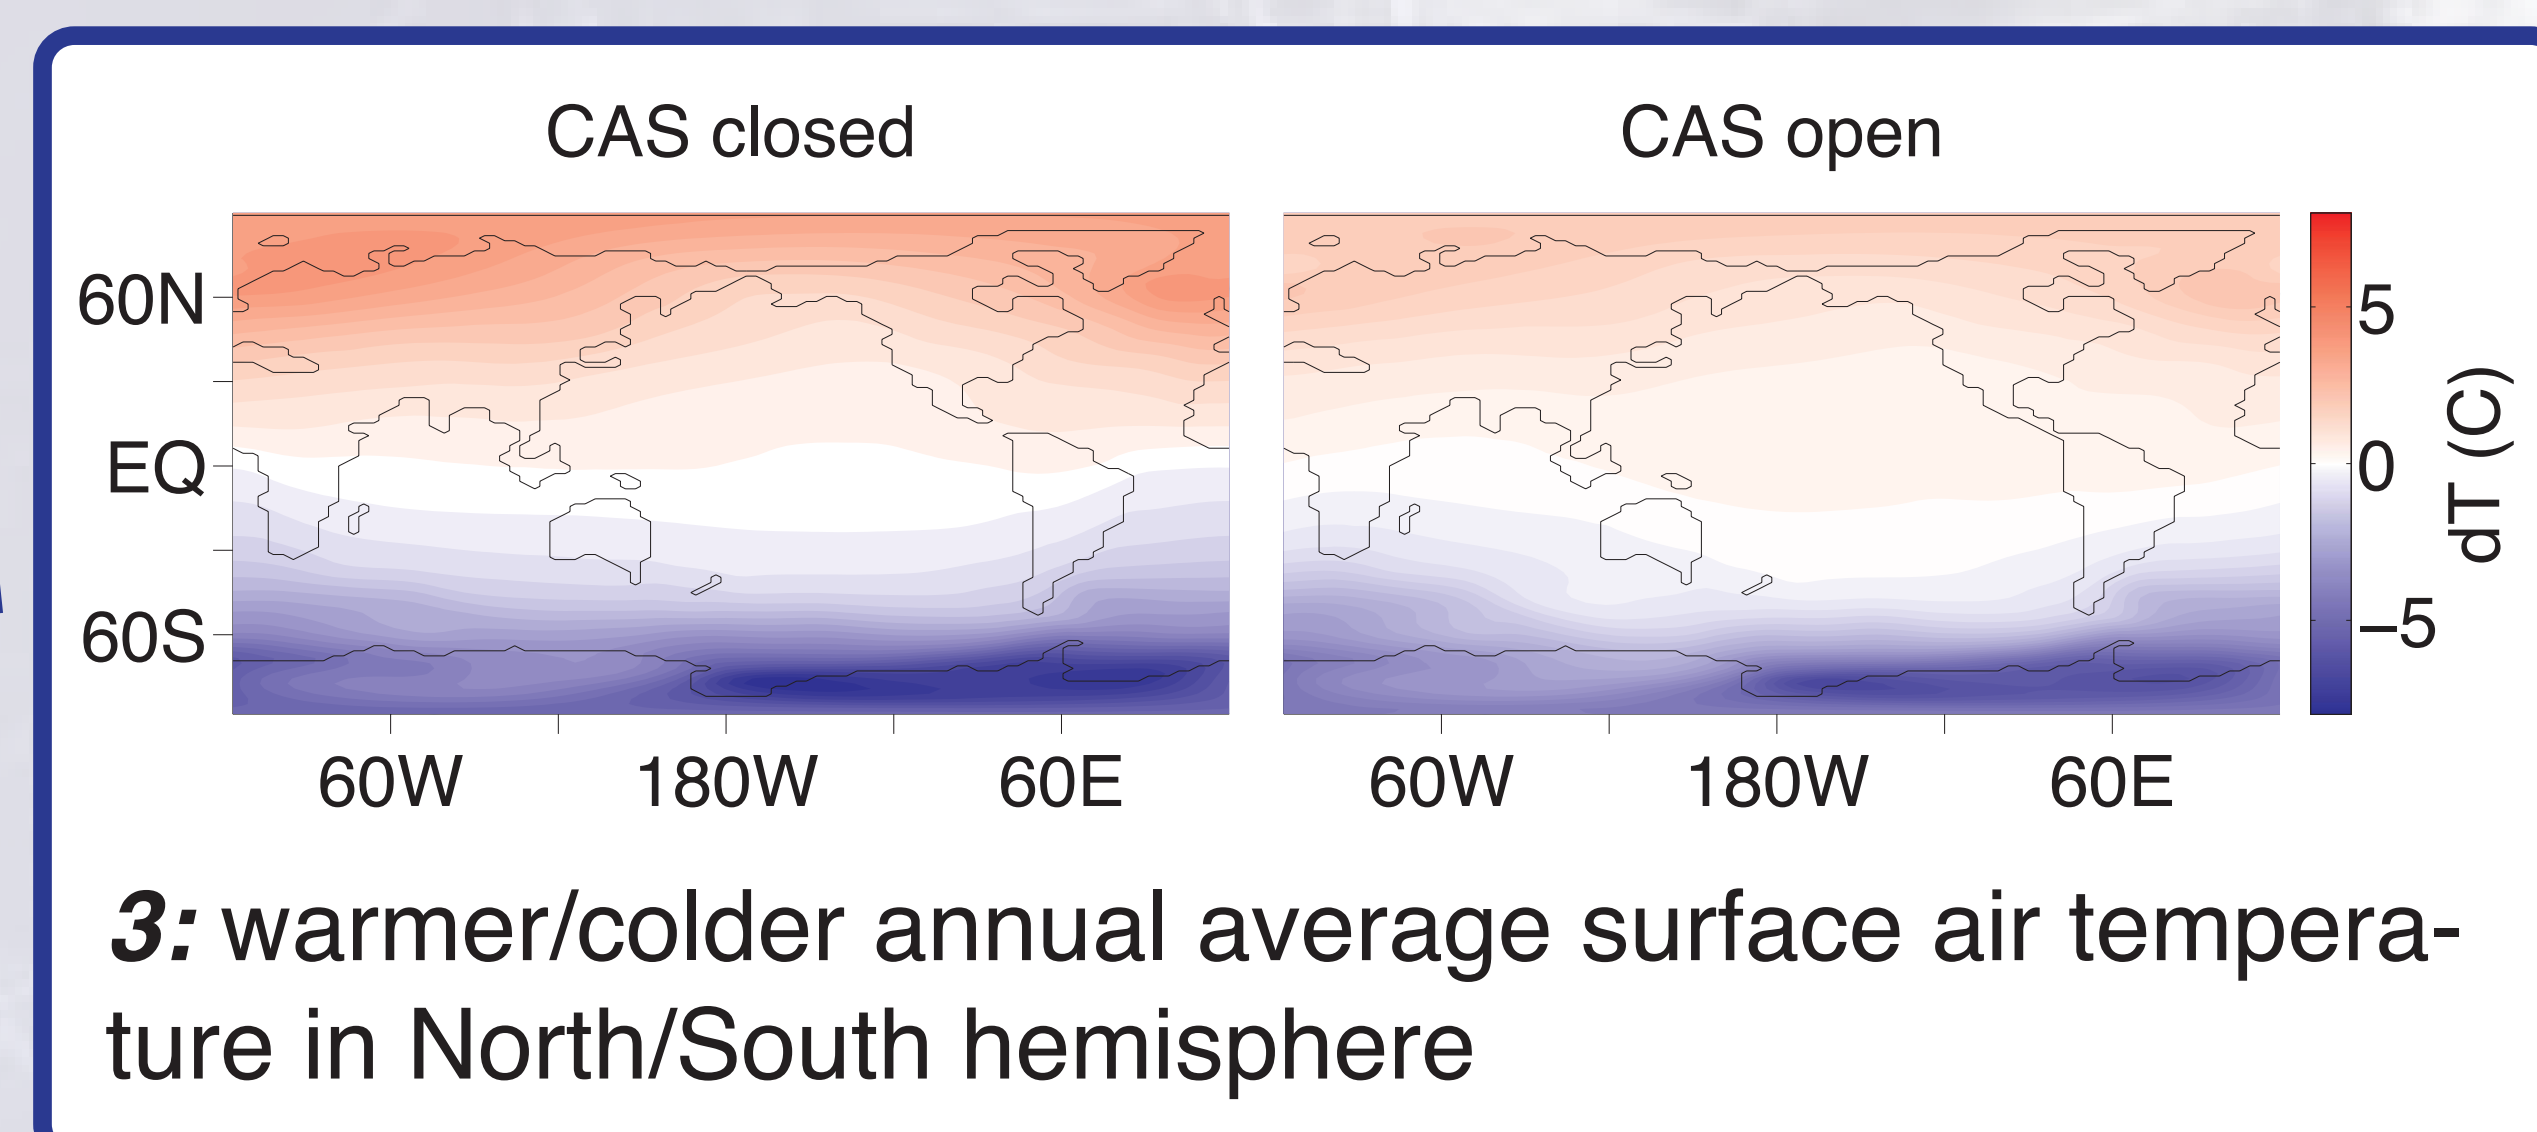 CAS closed
CAS open
60N
EQ
60S
60W
180W
60E
60W
180W
60E
5
0
−5
dT (C)
3: warmer/colder annual average surface air tempera-
ture in North/South hemisphere